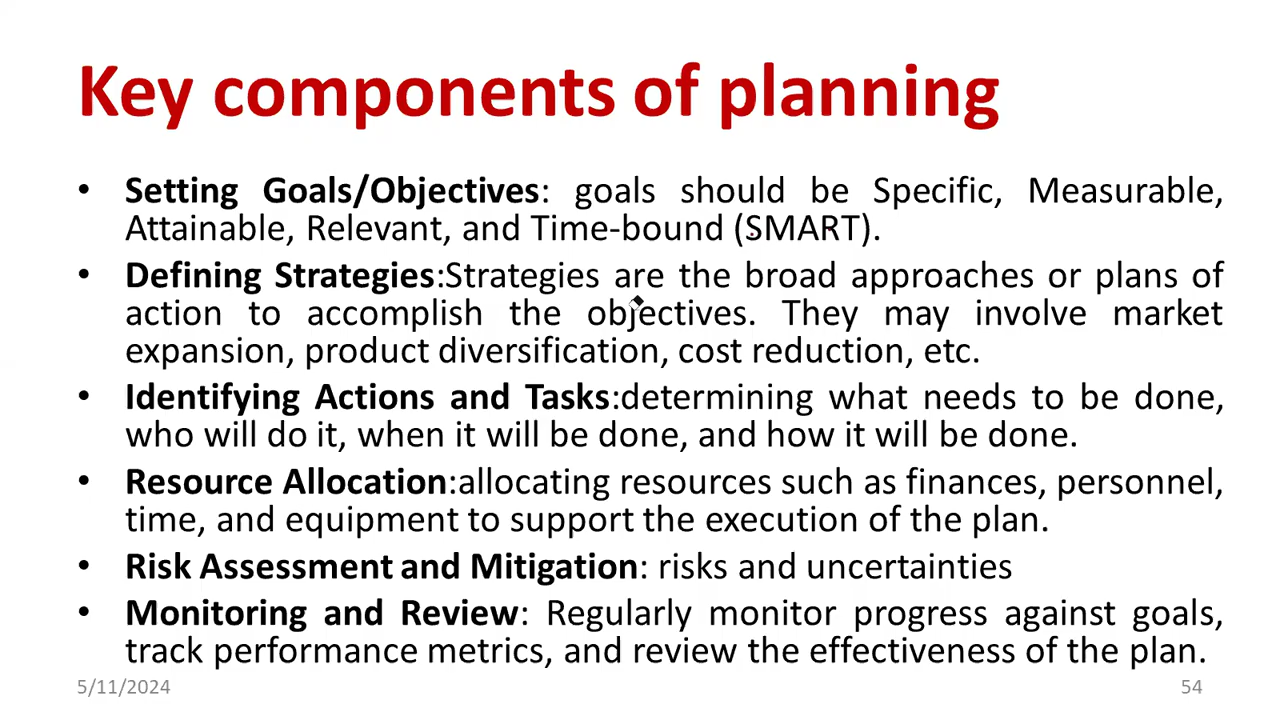 Key components of planning
• Setting Goals/Objectives: goals should be Specific, Measurable,
Attainable, Relevant, and Time-bound (SMART).
• Defining Strategies:Strategies are the broad approaches or plans of
action to accomplish the objectives. They may involve market
expansion, product diversification, cost reduction, etc.
• Identifying Actions and Tasks:determining what needs to be done,
who will do it, when it will be done, and how it will be done.
• Resource Allocation:allocating resources such as finances, personnel,
time, and equipment to support the execution of the plan.
• Risk Assessment and Mitigation: risks and uncertainties
• Monitoring and Review: Regularly monitor progress against goals,
track performance metrics, and review the effectiveness of the plan.
5/11/2024
54